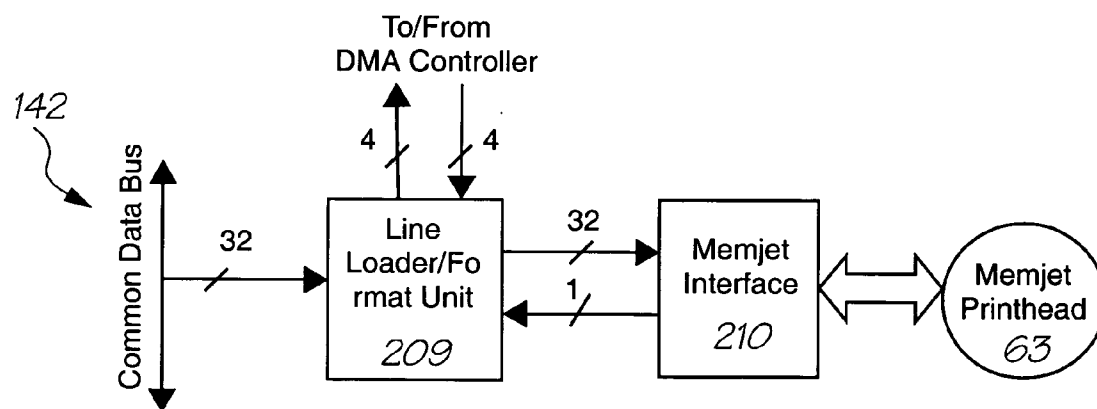 To/From
DMA Controller
142
4
4
Common Data Bus
32
Line
Loader/Fo
rmat Unit
209
32
1
Memjet
Interface
210
Memjet
Printhead
63